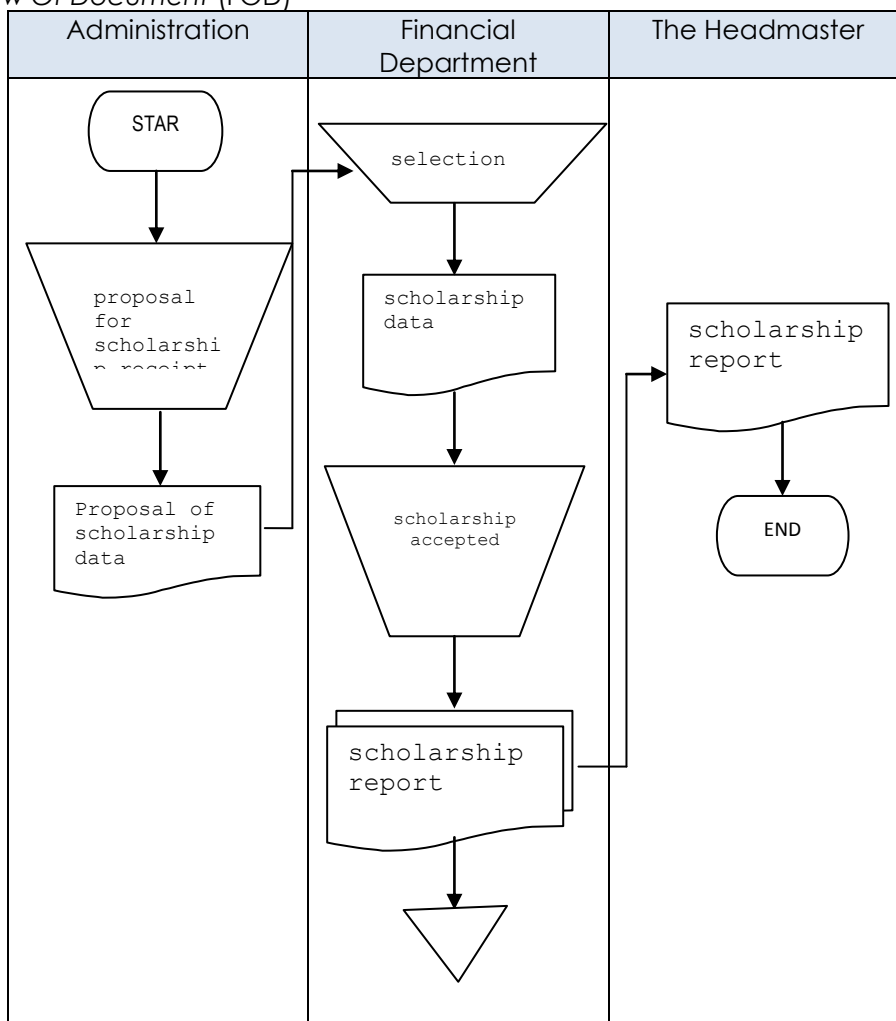 Of Document (FOD)
Administration
Financial
Department
The Headmaster
STAR
proposal
for
scholarshi
p receipt
Proposal of
scholarship
data
selection
scholarship
data
scholarship
accepted
scholarship
report
scholarship
report
END